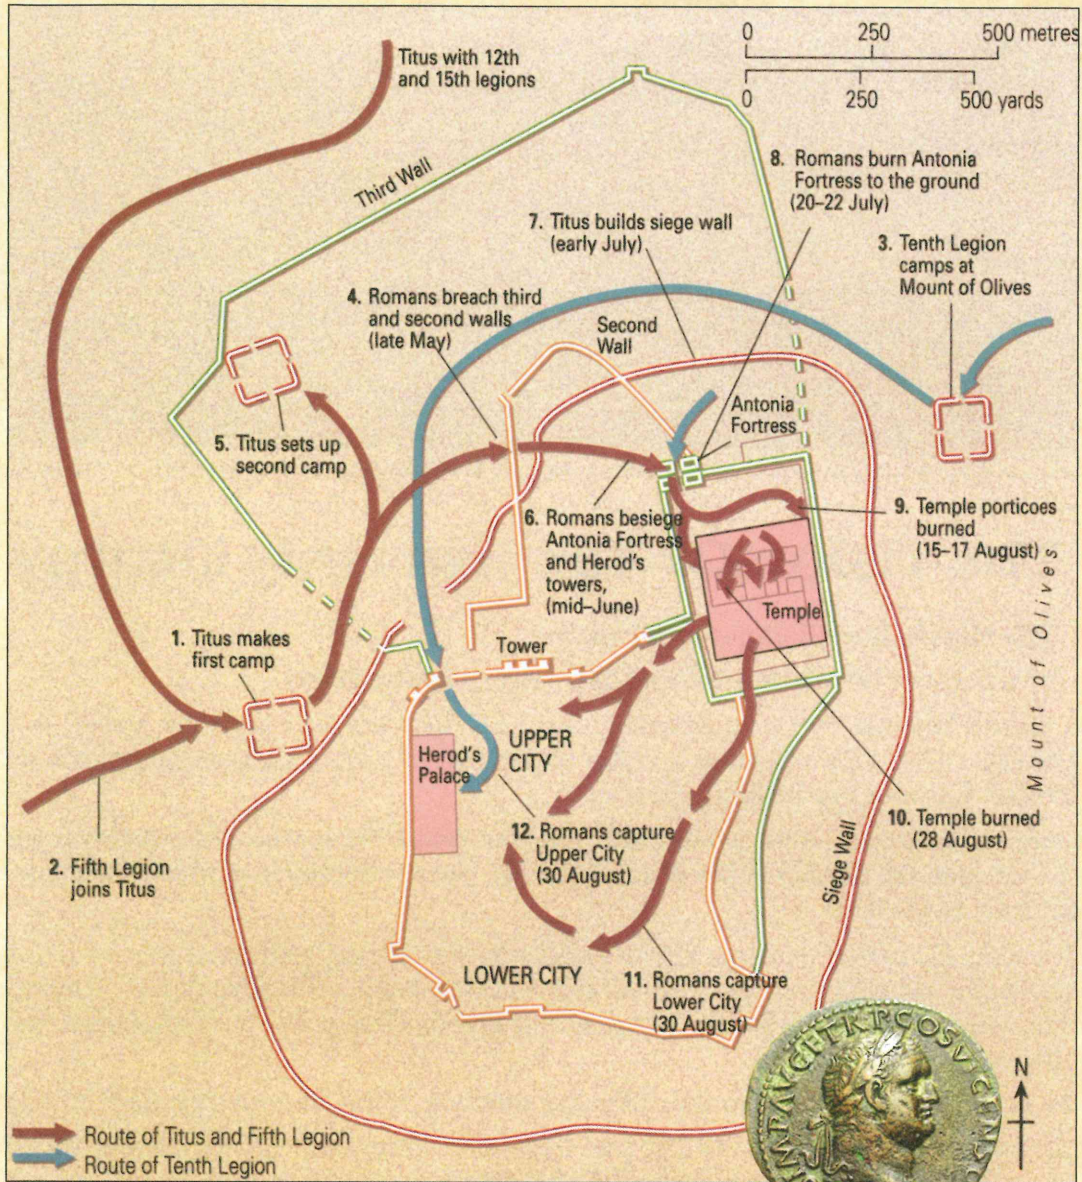 0 250 500 metres
0 250 500 yards
Titus with 12th
and 15th legions
Third Wall
8. Romans burn Antonia
Fortress to the ground
(20–22 July)
7. Titus builds siege wall
(early July)
3. Tenth Legion
camps at
Mount of Olives
4. Romans breach third
and second walls
(late May)
Second
Wall
Antonia
Fortress
5. Titus sets up
second camp
6. Romans besiege
Antonia Fortress
and Herod's
towers,
(mid–June)
9. Temple porticoes
burned
(15–17 August)
Mount of Olives
Temple
1. Titus makes
first camp
Tower
Herod's
Palace
UPPER
CITY
10. Temple burned
(28 August)
12. Romans capture
Upper City
(30 August)
2. Fifth Legion
joins Titus
Siege Wall
LOWER CITY
11. Romans capture
Lower City
(30 August)
N
Route of Titus and Fifth Legion
Route of Tenth Legion